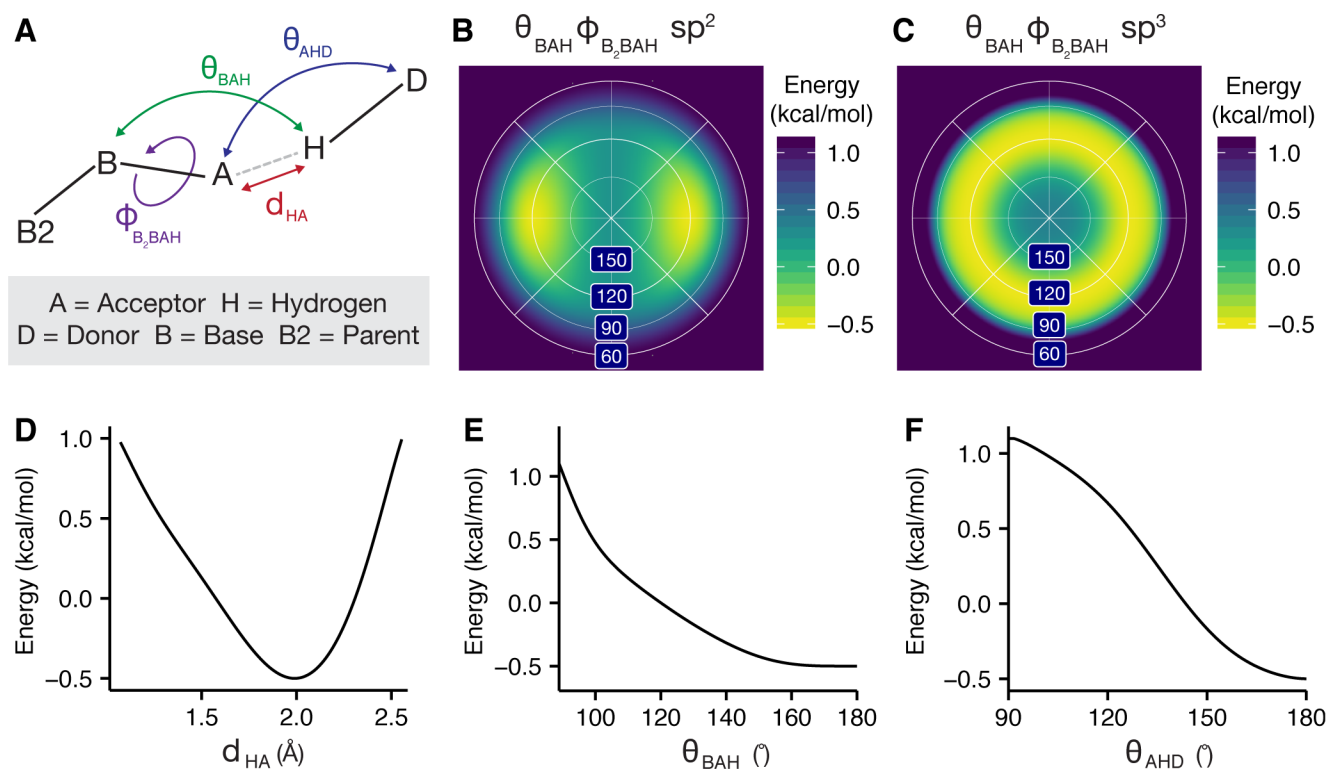 A
θAHD
θBAH
D
H
B
A
dHA
B2
ΦB2BAH
A = Acceptor H = Hydrogen
D = Donor B = Base B2 = Parent
B
θBAH ΦB2BAH sp2
150
120
90
60
Energy
(kcal/mol)
1.0
0.5
0.0
−0.5
C
θBAH ΦB2BAH sp3
150
120
90
60
Energy
(kcal/mol)
1.0
0.5
0.0
−0.5
D
Energy (kcal/mol)
1.0
0.5
0.0
−0.5
1.5 2.0 2.5
dHA (Å)
E
Energy (kcal/mol)
1.0
0.5
0.0
−0.5
100 120 140 160 180
θBAH (°)
F
Energy (kcal/mol)
1.0
0.5
0.0
−0.5
90 120 150 180
θAHD (°)